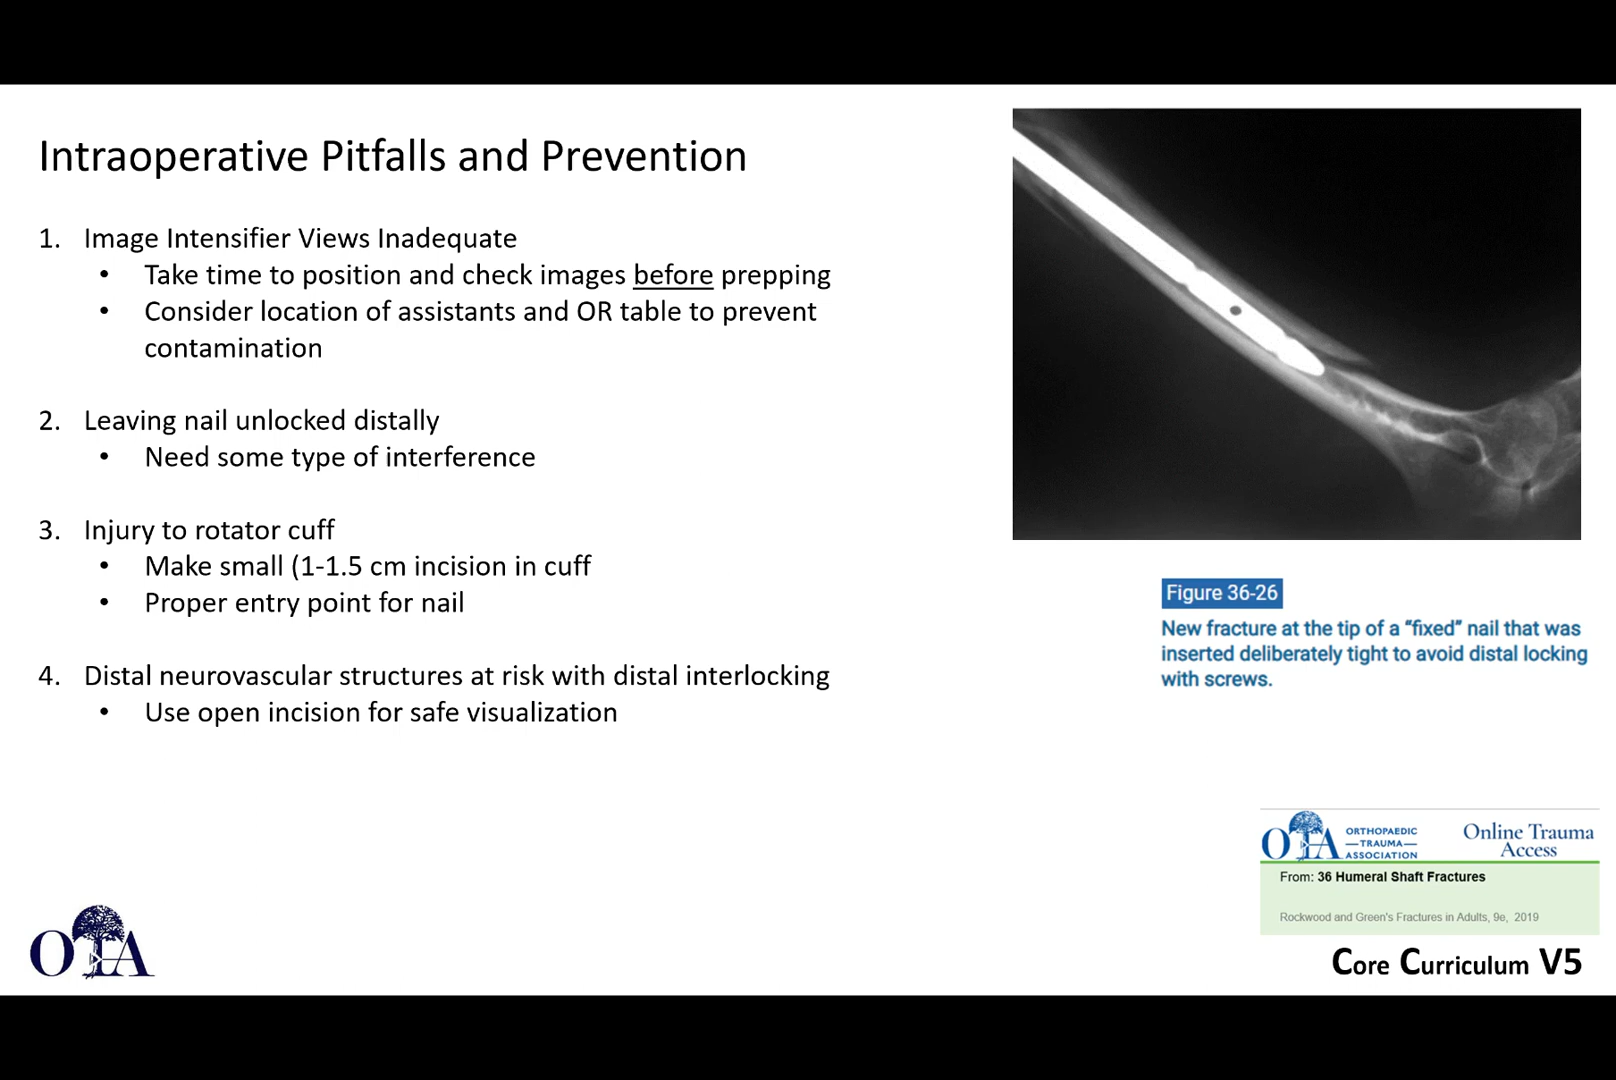 Intraoperative Pitfalls and Prevention
1. Image Intensifier Views Inadequate
• Take time to position and check images before prepping
• Consider location of assistants and OR table to prevent
contamination
2. Leaving nail unlocked distally
• Need some type of interference
3. Injury to rotator cuff
• Make small (1-1.5 cm incision in cuff
• Proper entry point for nail
4. Distal neurovascular structures at risk with distal interlocking
• Use open incision for safe visualization
Figure 36-26
New fracture at the tip of a “fixed” nail that was
inserted deliberately tight to avoid distal locking
with screws.
OTA
ORTHOPAEDIC
—TRAUMA—
ASSOCIATION
Online Trauma
Access
From: 36 Humeral Shaft Fractures
Rockwood and Green's Fractures in Adults, 9e, 2019
OTA
Core Curriculum V5